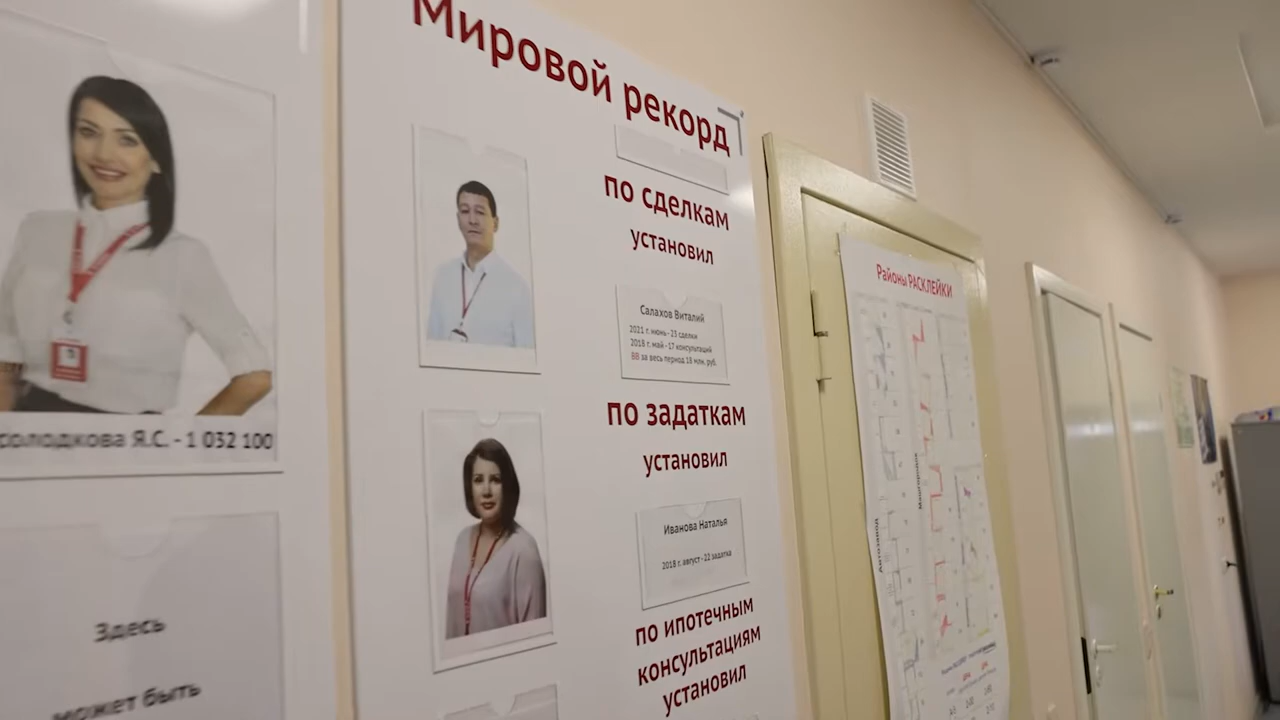 Солодкова Я.С. - 1 032 100
Здесь
может быть
Мировой рекорд
по сделкам
установил
Салахов Виталий
2021 г. июнь - 23 сделки
2018 г. май - 17 консультаций
ВВ за весь период 18 млн. руб.
по задаткам
установил
Иванова Наталья
2018 г. август - 22 задатка
по ипотечным
консультациям
установил
Районы РАСКЛЕЙКИ
Автозавод